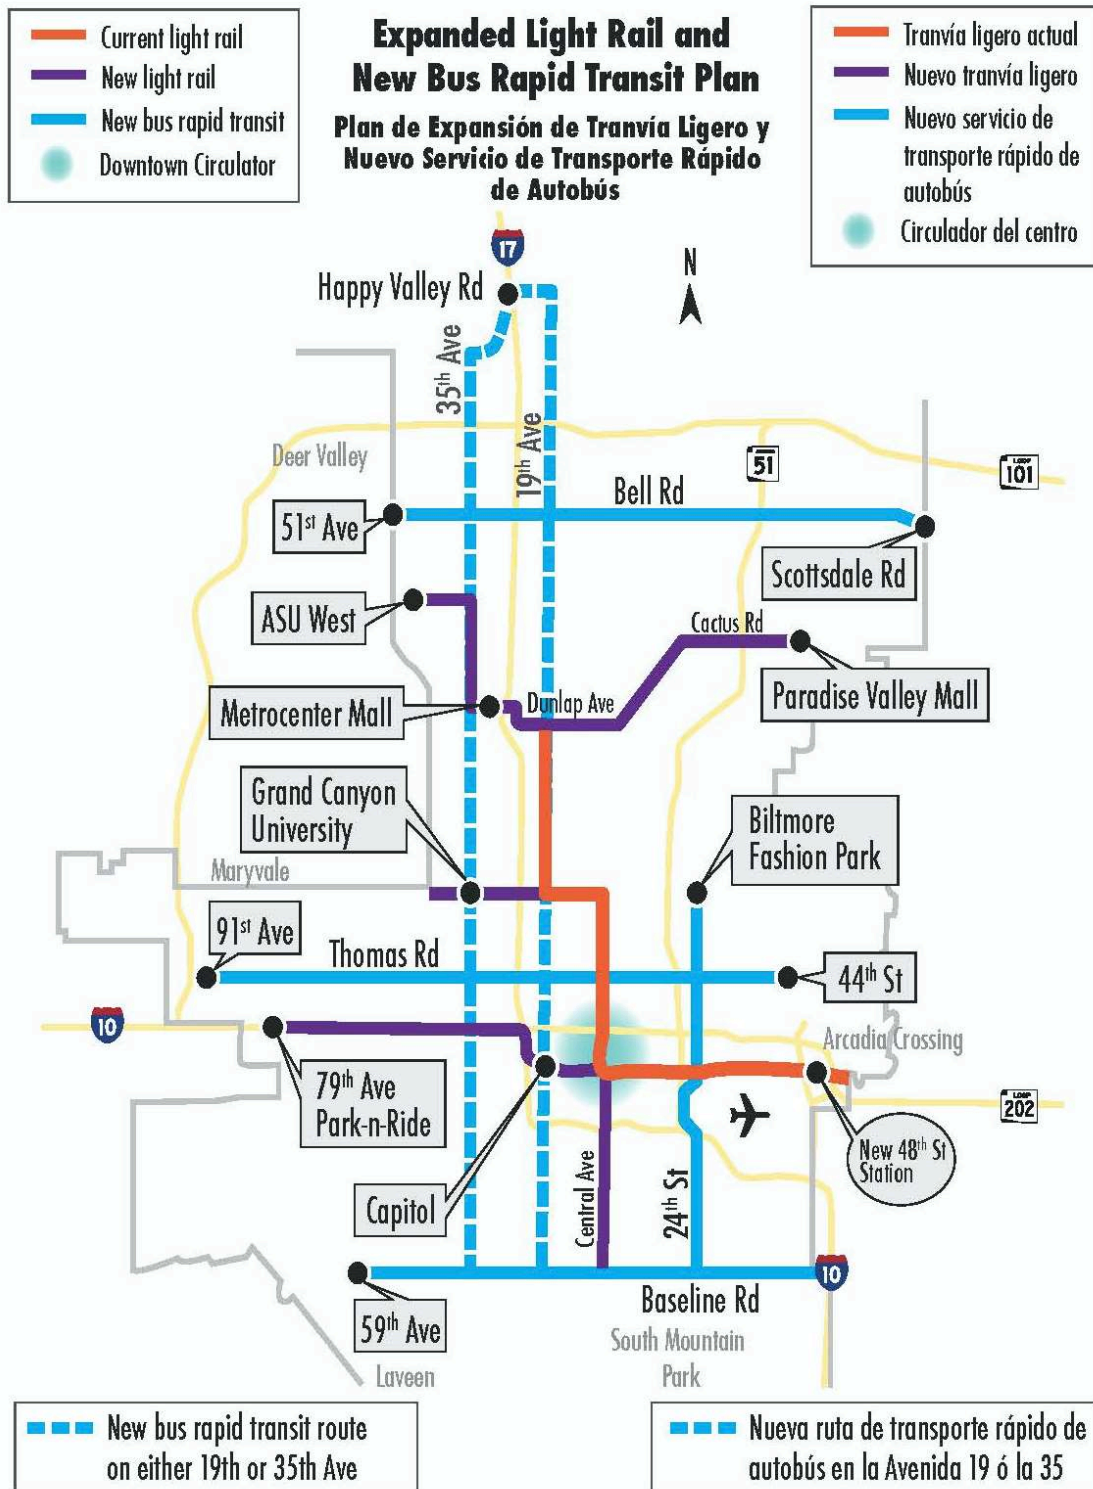 Current light rail
New light rail
New bus rapid transit
Downtown Circulator
Expanded Light Rail and
New Bus Rapid Transit Plan
Plan de Expansión de Tranvía Ligero y
Nuevo Servicio de Transporte Rápido
de Autobús
Tranvía ligero actual
Nuevo tranvía ligero
Nuevo servicio de
transporte rápido de
autobús
Circulador del centro
17
N
Happy Valley Rd
35th Ave
19th Ave
Deer Valley
51
LOOP
101
Bell Rd
51st Ave
Scottsdale Rd
ASU West
Cactus Rd
Paradise Valley Mall
Metrocenter Mall
Dunlap Ave
Grand Canyon
University
Biltmore
Fashion Park
Maryvale
91st Ave
Thomas Rd
44th St
10
Arcadia Crossing
79th Ave
Park-n-Ride
LOOP
202
New 48th St
Station
Capitol
Central Ave
24th St
10
59th Ave
Baseline Rd
South Mountain
Park
Laveen
New bus rapid transit route
on either 19th or 35th Ave
Nueva ruta de transporte rápido de
autobús en la Avenida 19 ó la 35